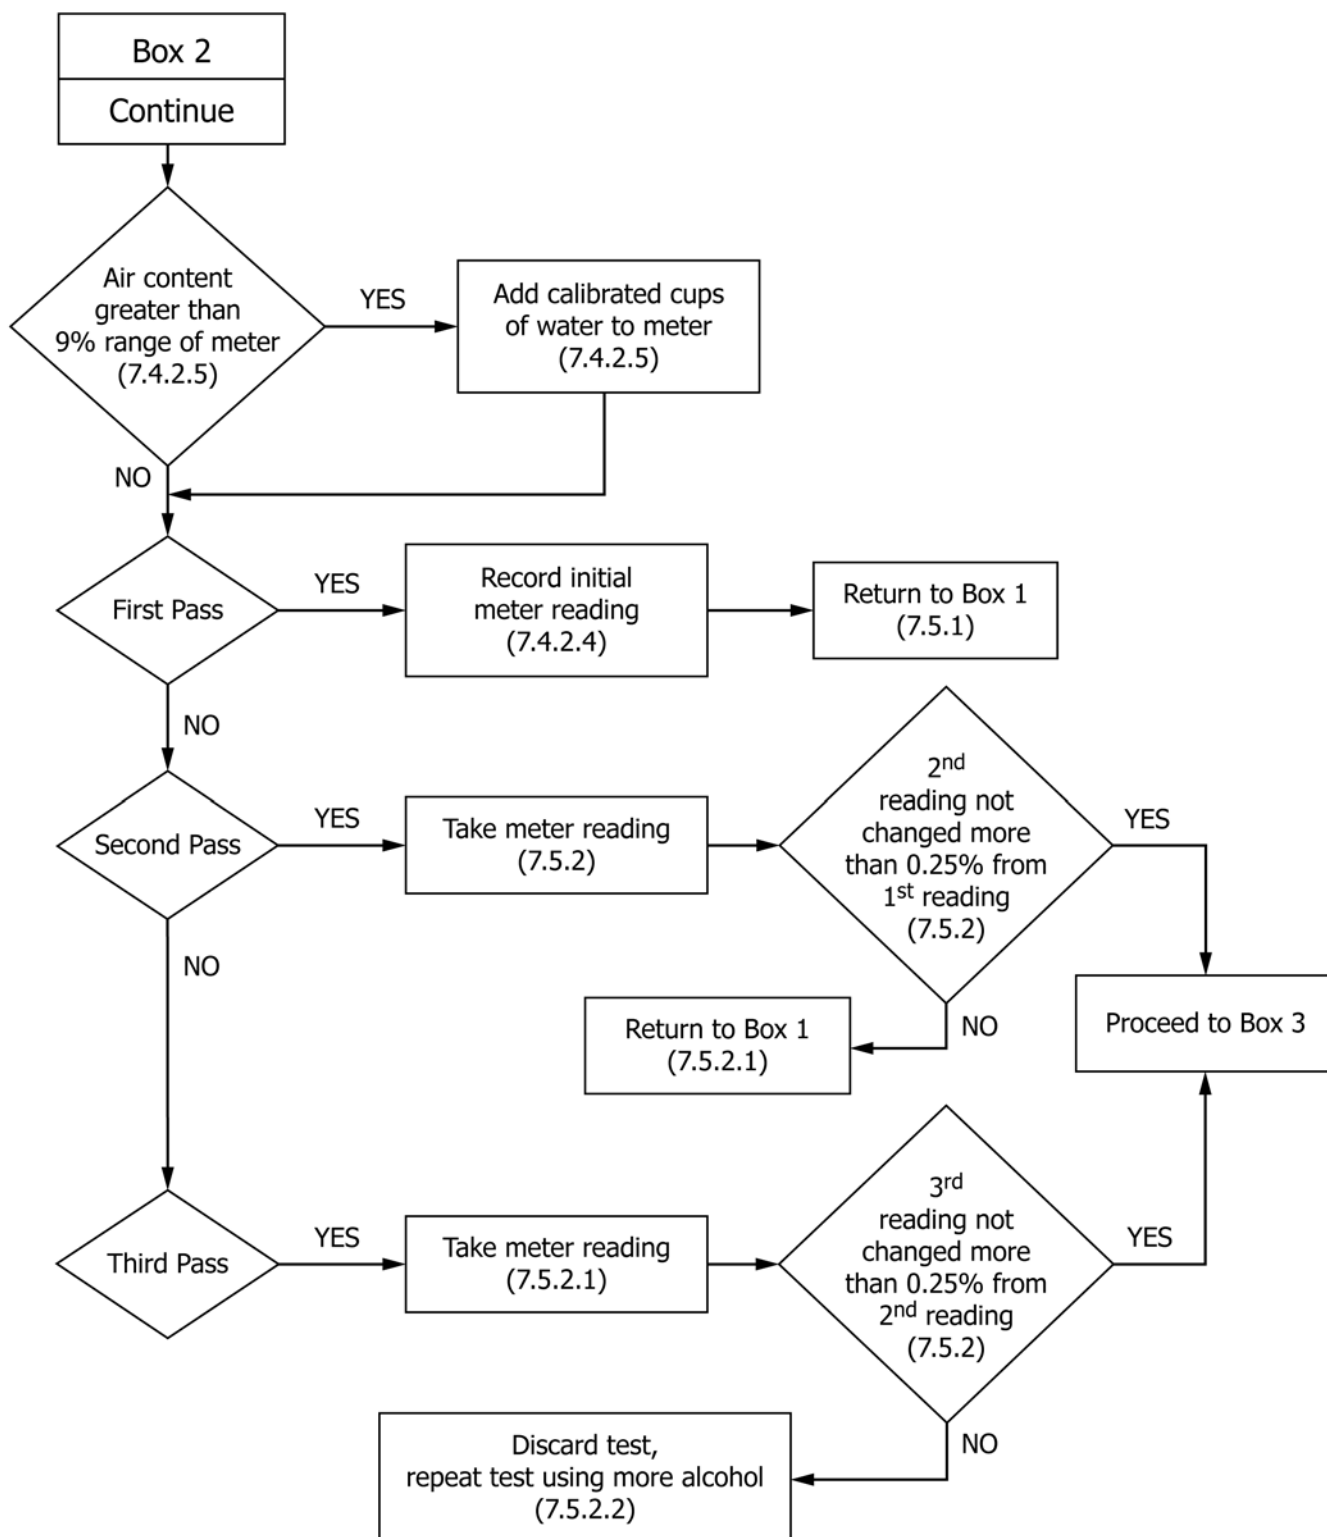 Box 2
Continue
Air content
greater than
9% range of meter
(7.4.2.5)
YES
Add calibrated cups
of water to meter
(7.4.2.5)
NO
First Pass
YES
Record initial
meter reading
(7.4.2.4)
Return to Box 1
(7.5.1)
NO
Second Pass
YES
Take meter reading
(7.5.2)
2nd
reading not
changed more
than 0.25% from
1st reading
(7.5.2)
YES
NO
Return to Box 1
(7.5.2.1)
Proceed to Box 3
NO
Third Pass
YES
Take meter reading
(7.5.2.1)
3rd
reading not
changed more
than 0.25% from
2nd reading
(7.5.2)
YES
NO
Discard test,
repeat test using more alcohol
(7.5.2.2)